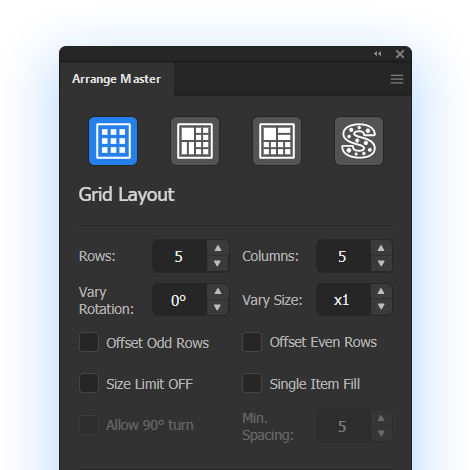 Arrange Master
Grid Layout
Rows: 5 Columns: 5
Vary
Rotation: 0° Vary Size: x1
Offset Odd Rows Offset Even Rows
Size Limit OFF Single Item Fill
Allow 90° turn Min.
Spacing: 5